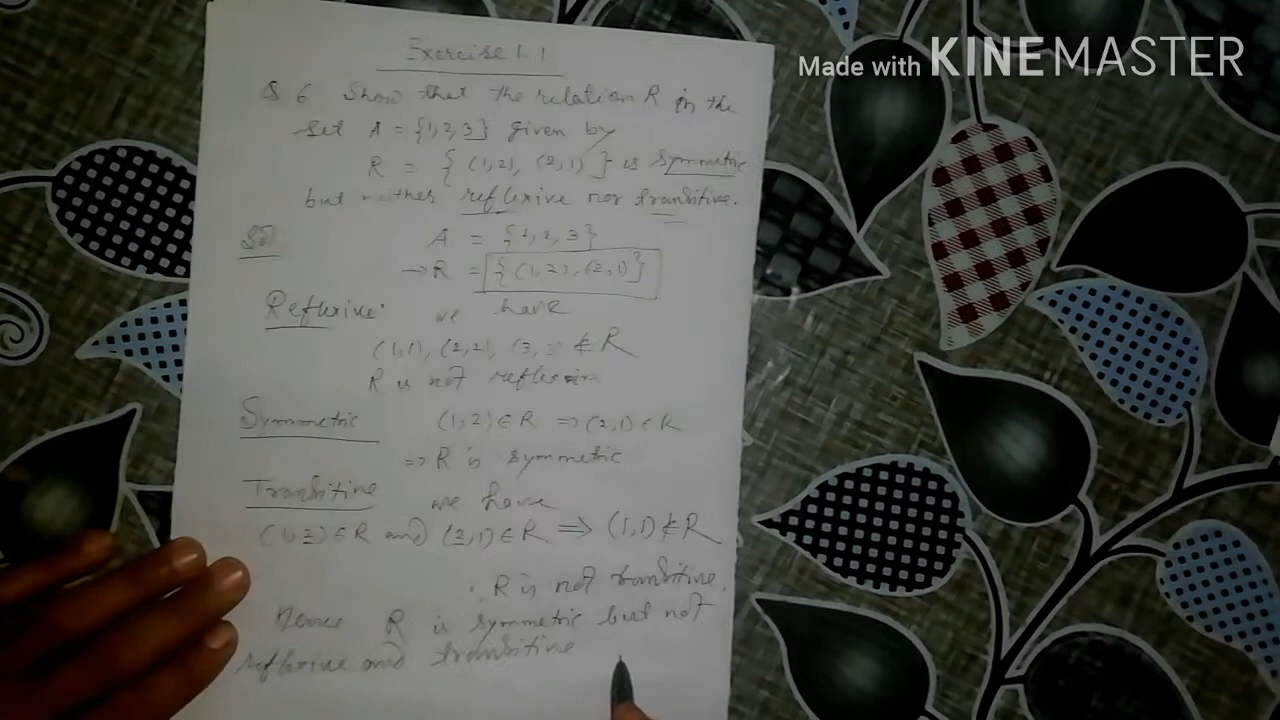 Made with KINEMASTER
Exercise 1.1
Q 6 Show that the relation R in the
set A = {1,2,3} given by
R = { (1,2), (2,1) } is symmetric
but neither reflexive nor transitive.
Sol A = {1,2,3}
→ R = {(1,2),(2,1)}
Reflexive: we have
(1,1), (2,2), (3, ∉ R
R is not reflexive
Symmetric (1,2) ∈ R ⇒ (2,1) ∈ R
⇒ R is symmetric
Transitive we have
(1,2) ∈ R and (2,1) ∈ R ⇒ (1,1) ∉ R
∴ R is not transitive.
Hence R is symmetric but not
reflexive and transitive